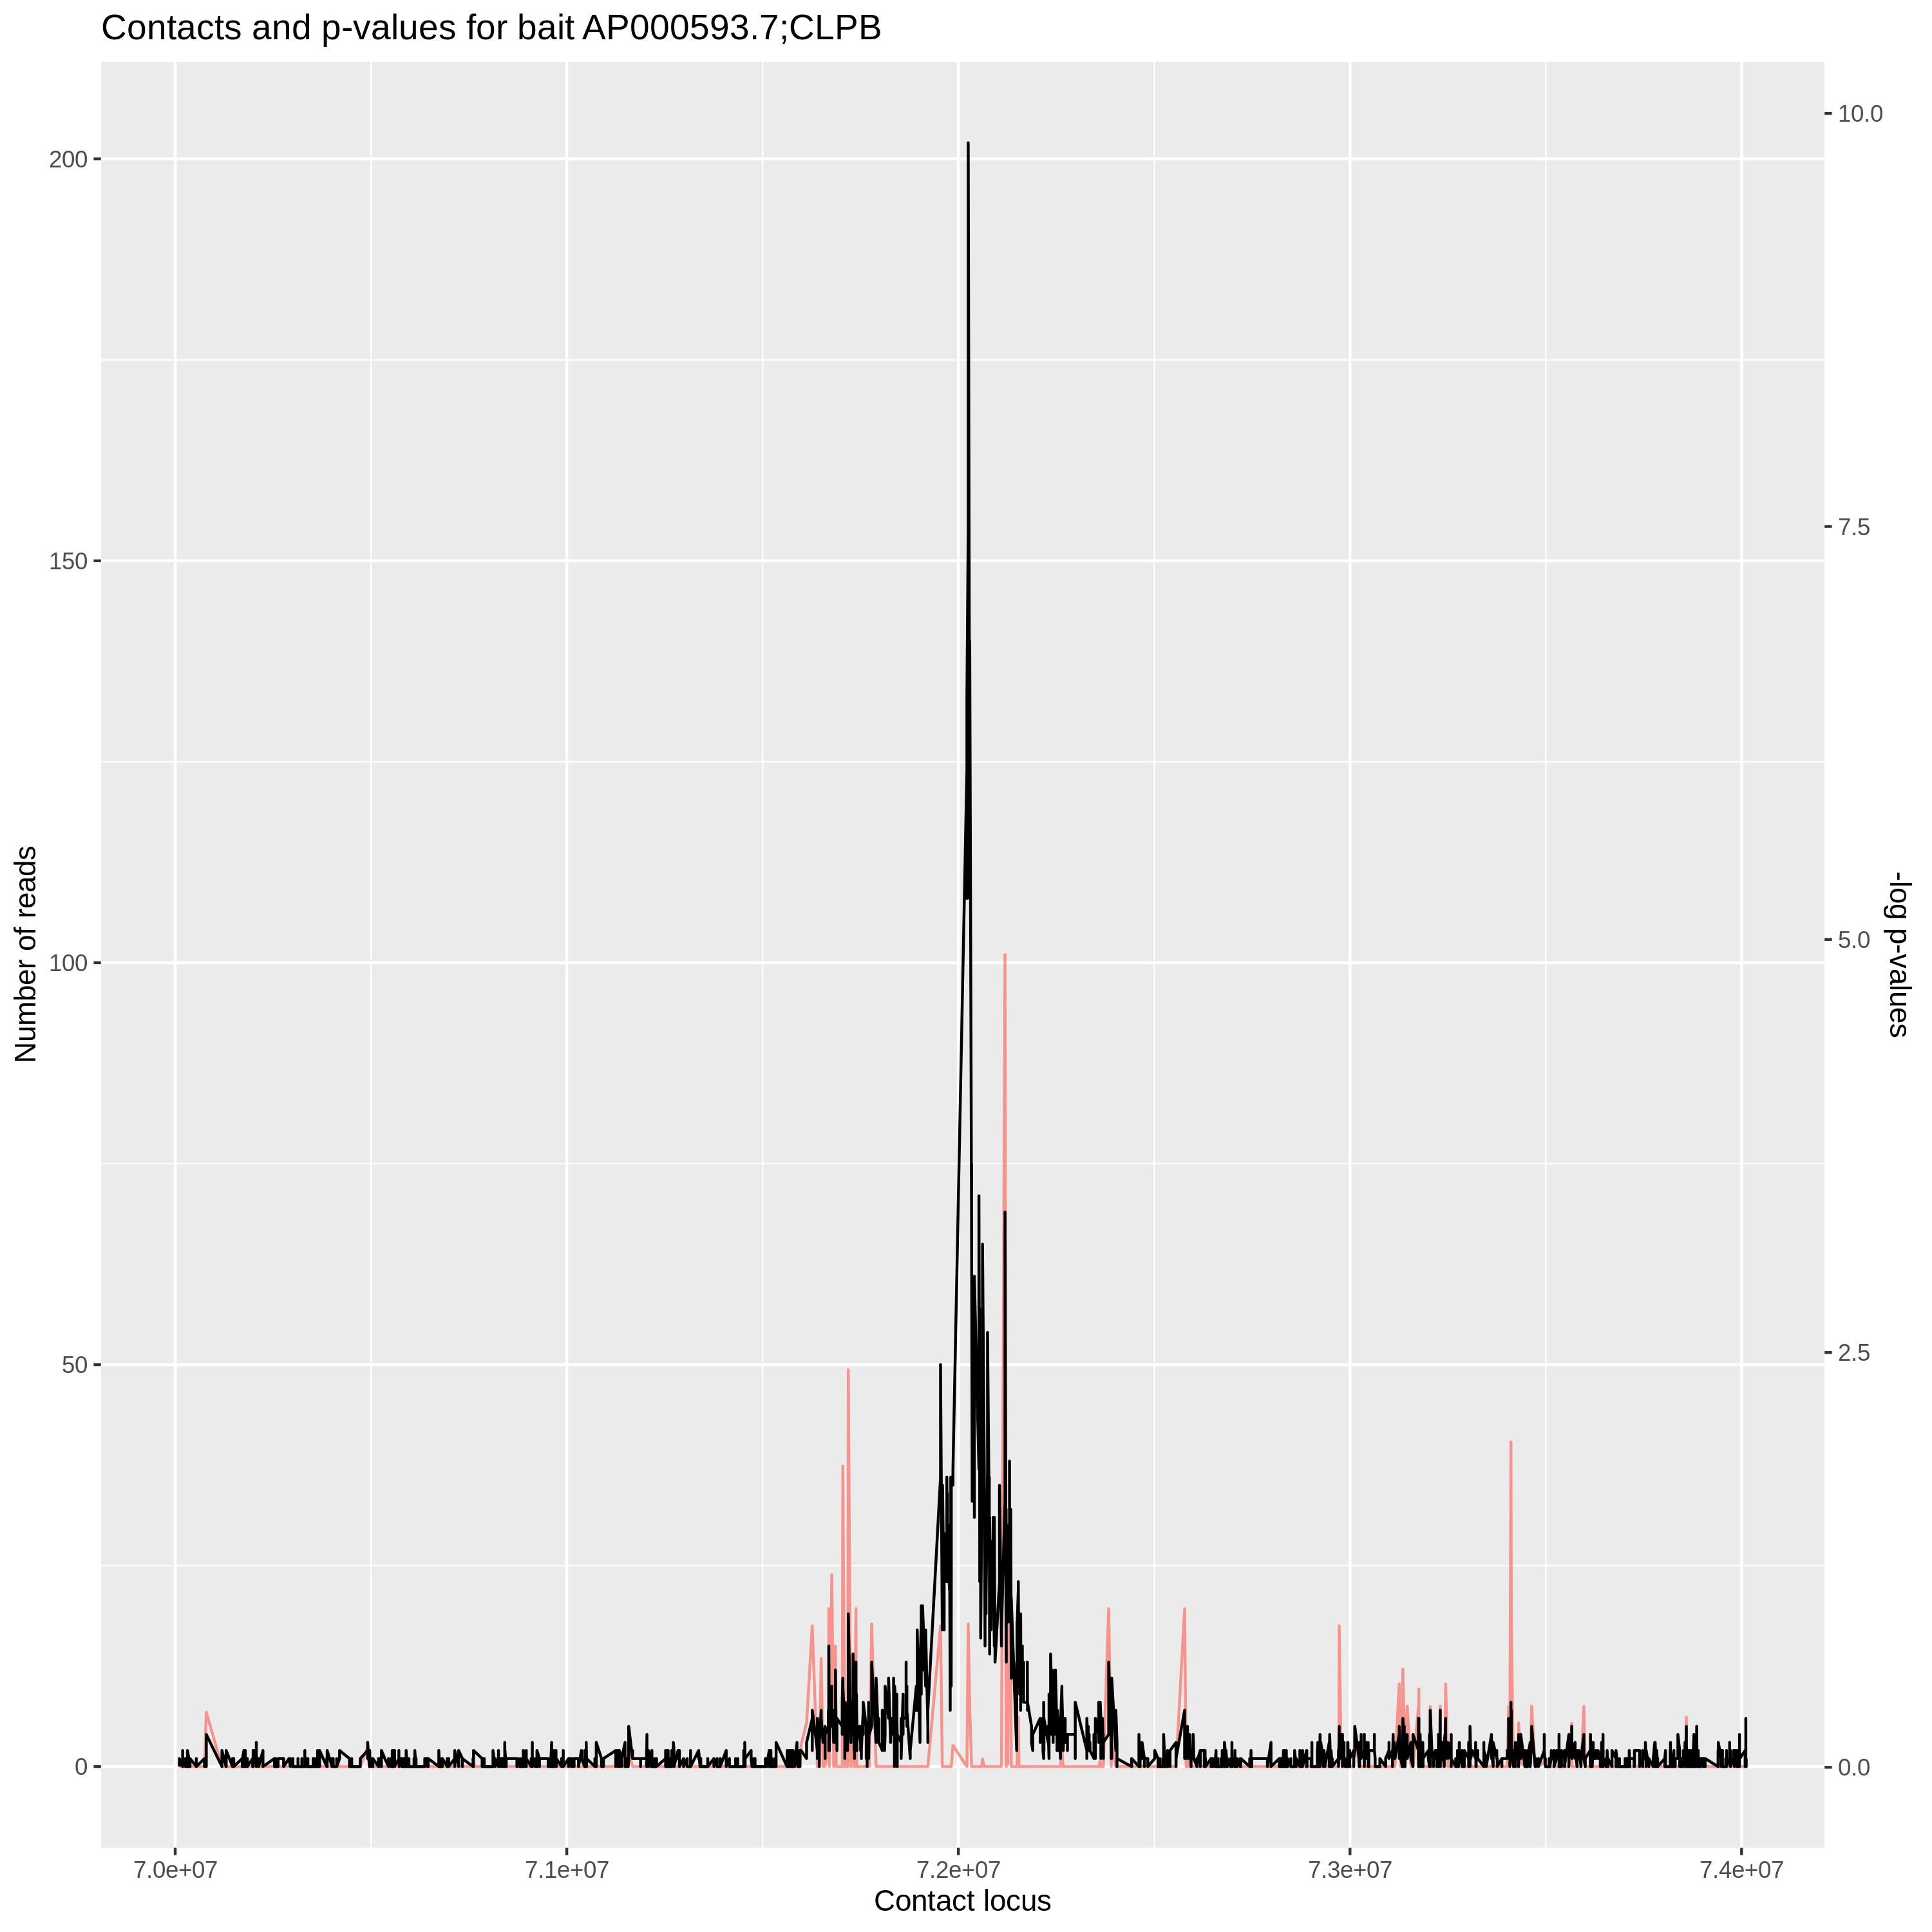 Contacts and p-values for bait AP000593.7;CLPB
Number of reads
200
150
100
50
0
10.0
7.5
5.0
2.5
0.0
-log p-values
7.0e+07 7.1e+07 7.2e+07 7.3e+07 7.4e+07
Contact locus